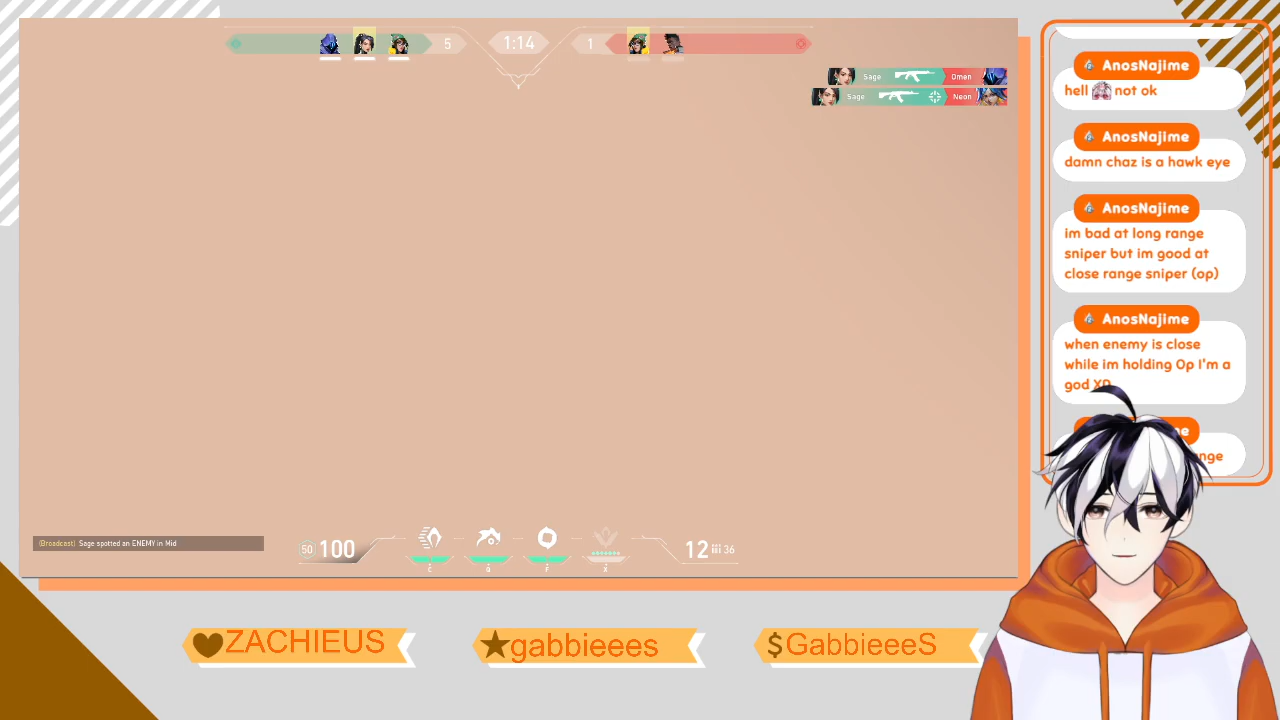 5
1:14
1
Sage
Omen
Sage
Neon
(Broadcast) Sage spotted an ENEMY in Mid
50
100
C
Q
F
X
12
36
AnosNajime
hell not ok
AnosNajime
damn chaz is a hawk eye
AnosNajime
im bad at long range
sniper but im good at
close range sniper (op)
AnosNajime
when enemy is close
while im holding Op I'm a
god XD
ZACHIEUS
gabbieees
$GabbieeeS